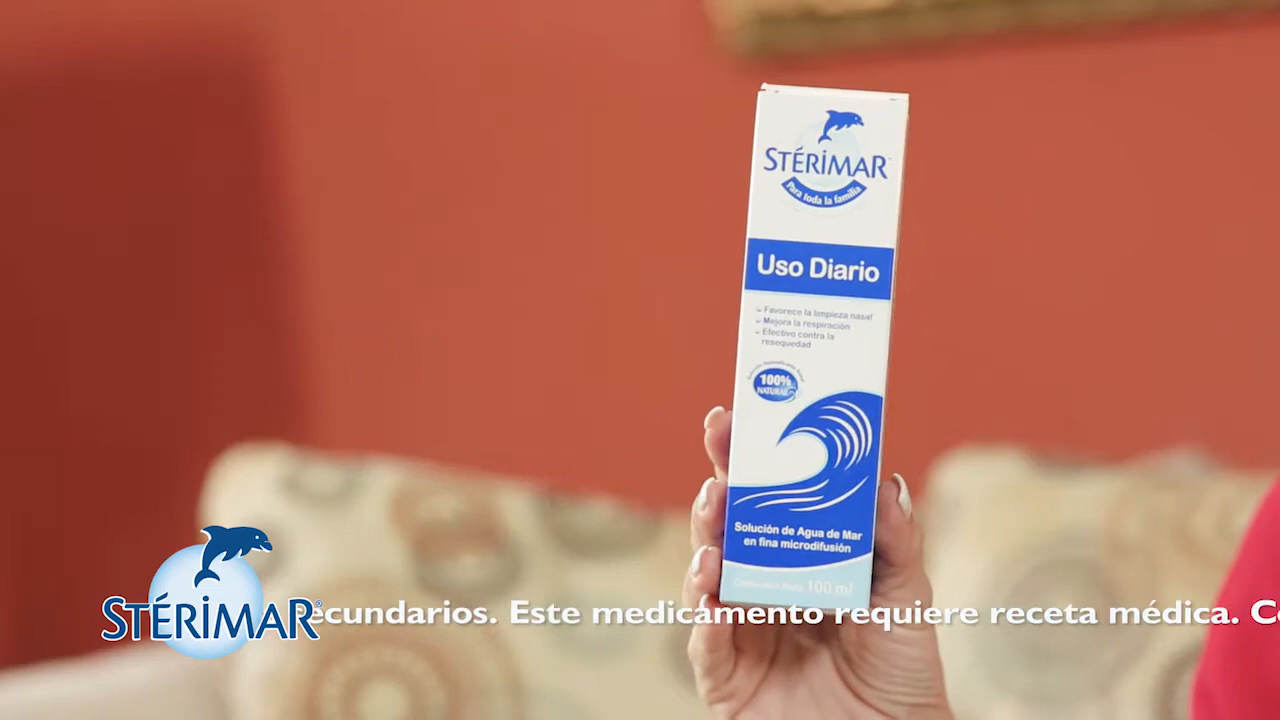 STÉRIMAR
Para toda la familia
Uso Diario
Favorece la limpieza nasal
Mejora la respiración
Efectivo contra la
resequedad
100%
NATURAL
Solución de Agua de Mar
en fina microdifusión
100 ml
STÉRIMAR®
ecundarios. Este medicamento requiere receta médica. Co